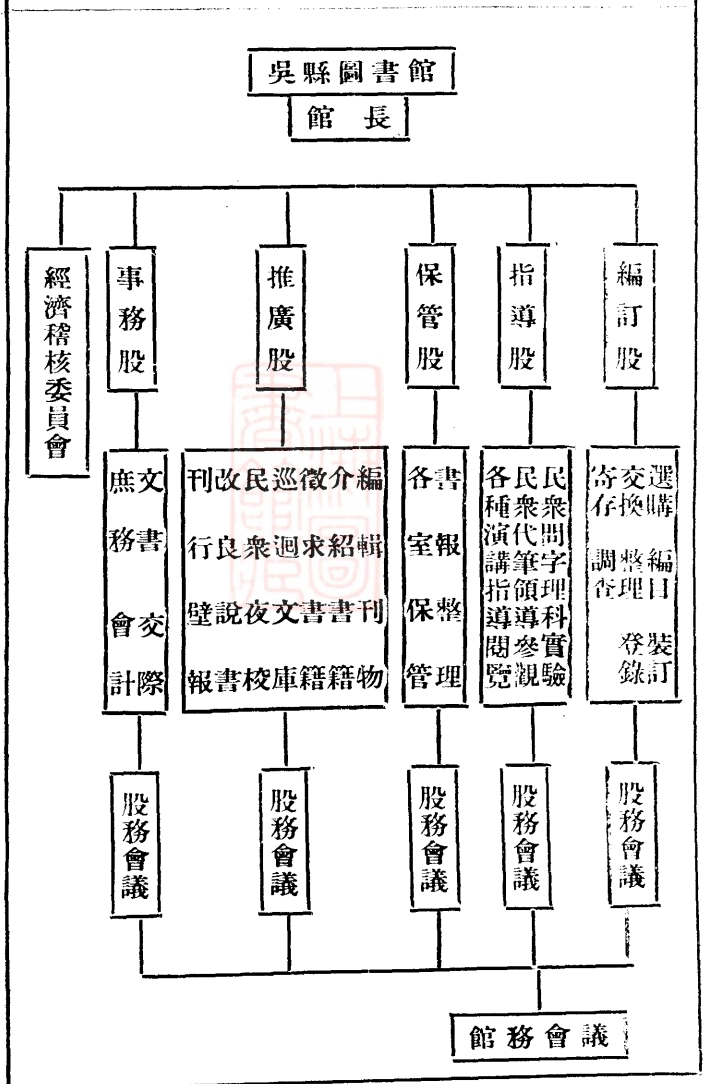 吳縣圖書館
館長
編訂股
指導股
保管股
推廣股
事務股
經濟稽核委員會
選購 編目 裝訂
交換 整理 登錄
寄存 調查
民衆問字理科實驗
民衆代筆領導參觀
各種演講指導閱覽
書報整理
各室保管
編輯刊物
介紹書籍
徵求書籍
巡迴文庫
民衆夜校
改良說書
刊行壁報
文書 交際
庶務 會計
股務會議
股務會議
股務會議
股務會議
股務會議
館務會議